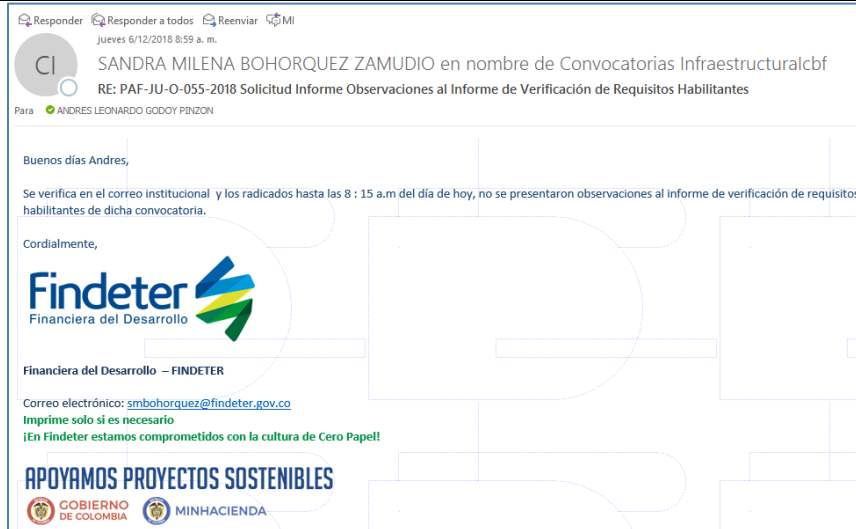 Responder Responder a todos Reenviar MI
jueves 6/12/2018 8:59 a. m.
CI
SANDRA MILENA BOHORQUEZ ZAMUDIO en nombre de Convocatorias InfraestructuraIcbf
RE: PAF-JU-O-055-2018 Solicitud Informe Observaciones al Informe de Verificación de Requisitos Habilitantes
Para ANDRES LEONARDO GODOY PINZON
Buenos días Andres,
Se verifica en el correo institucional y los radicados hasta las 8 : 15 a.m del día de hoy, no se presentaron observaciones al informe de verificación de requisitos
habilitantes de dicha convocatoria.
Cordialmente,
Findeter
Financiera del Desarrollo
Financiera del Desarrollo – FINDETER
Correo electrónico: smbohorquez@findeter.gov.co
Imprime solo si es necesario
¡En Findeter estamos comprometidos con la cultura de Cero Papel!
APOYAMOS PROYECTOS SOSTENIBLES
GOBIERNO
DE COLOMBIA
MINHACIENDA